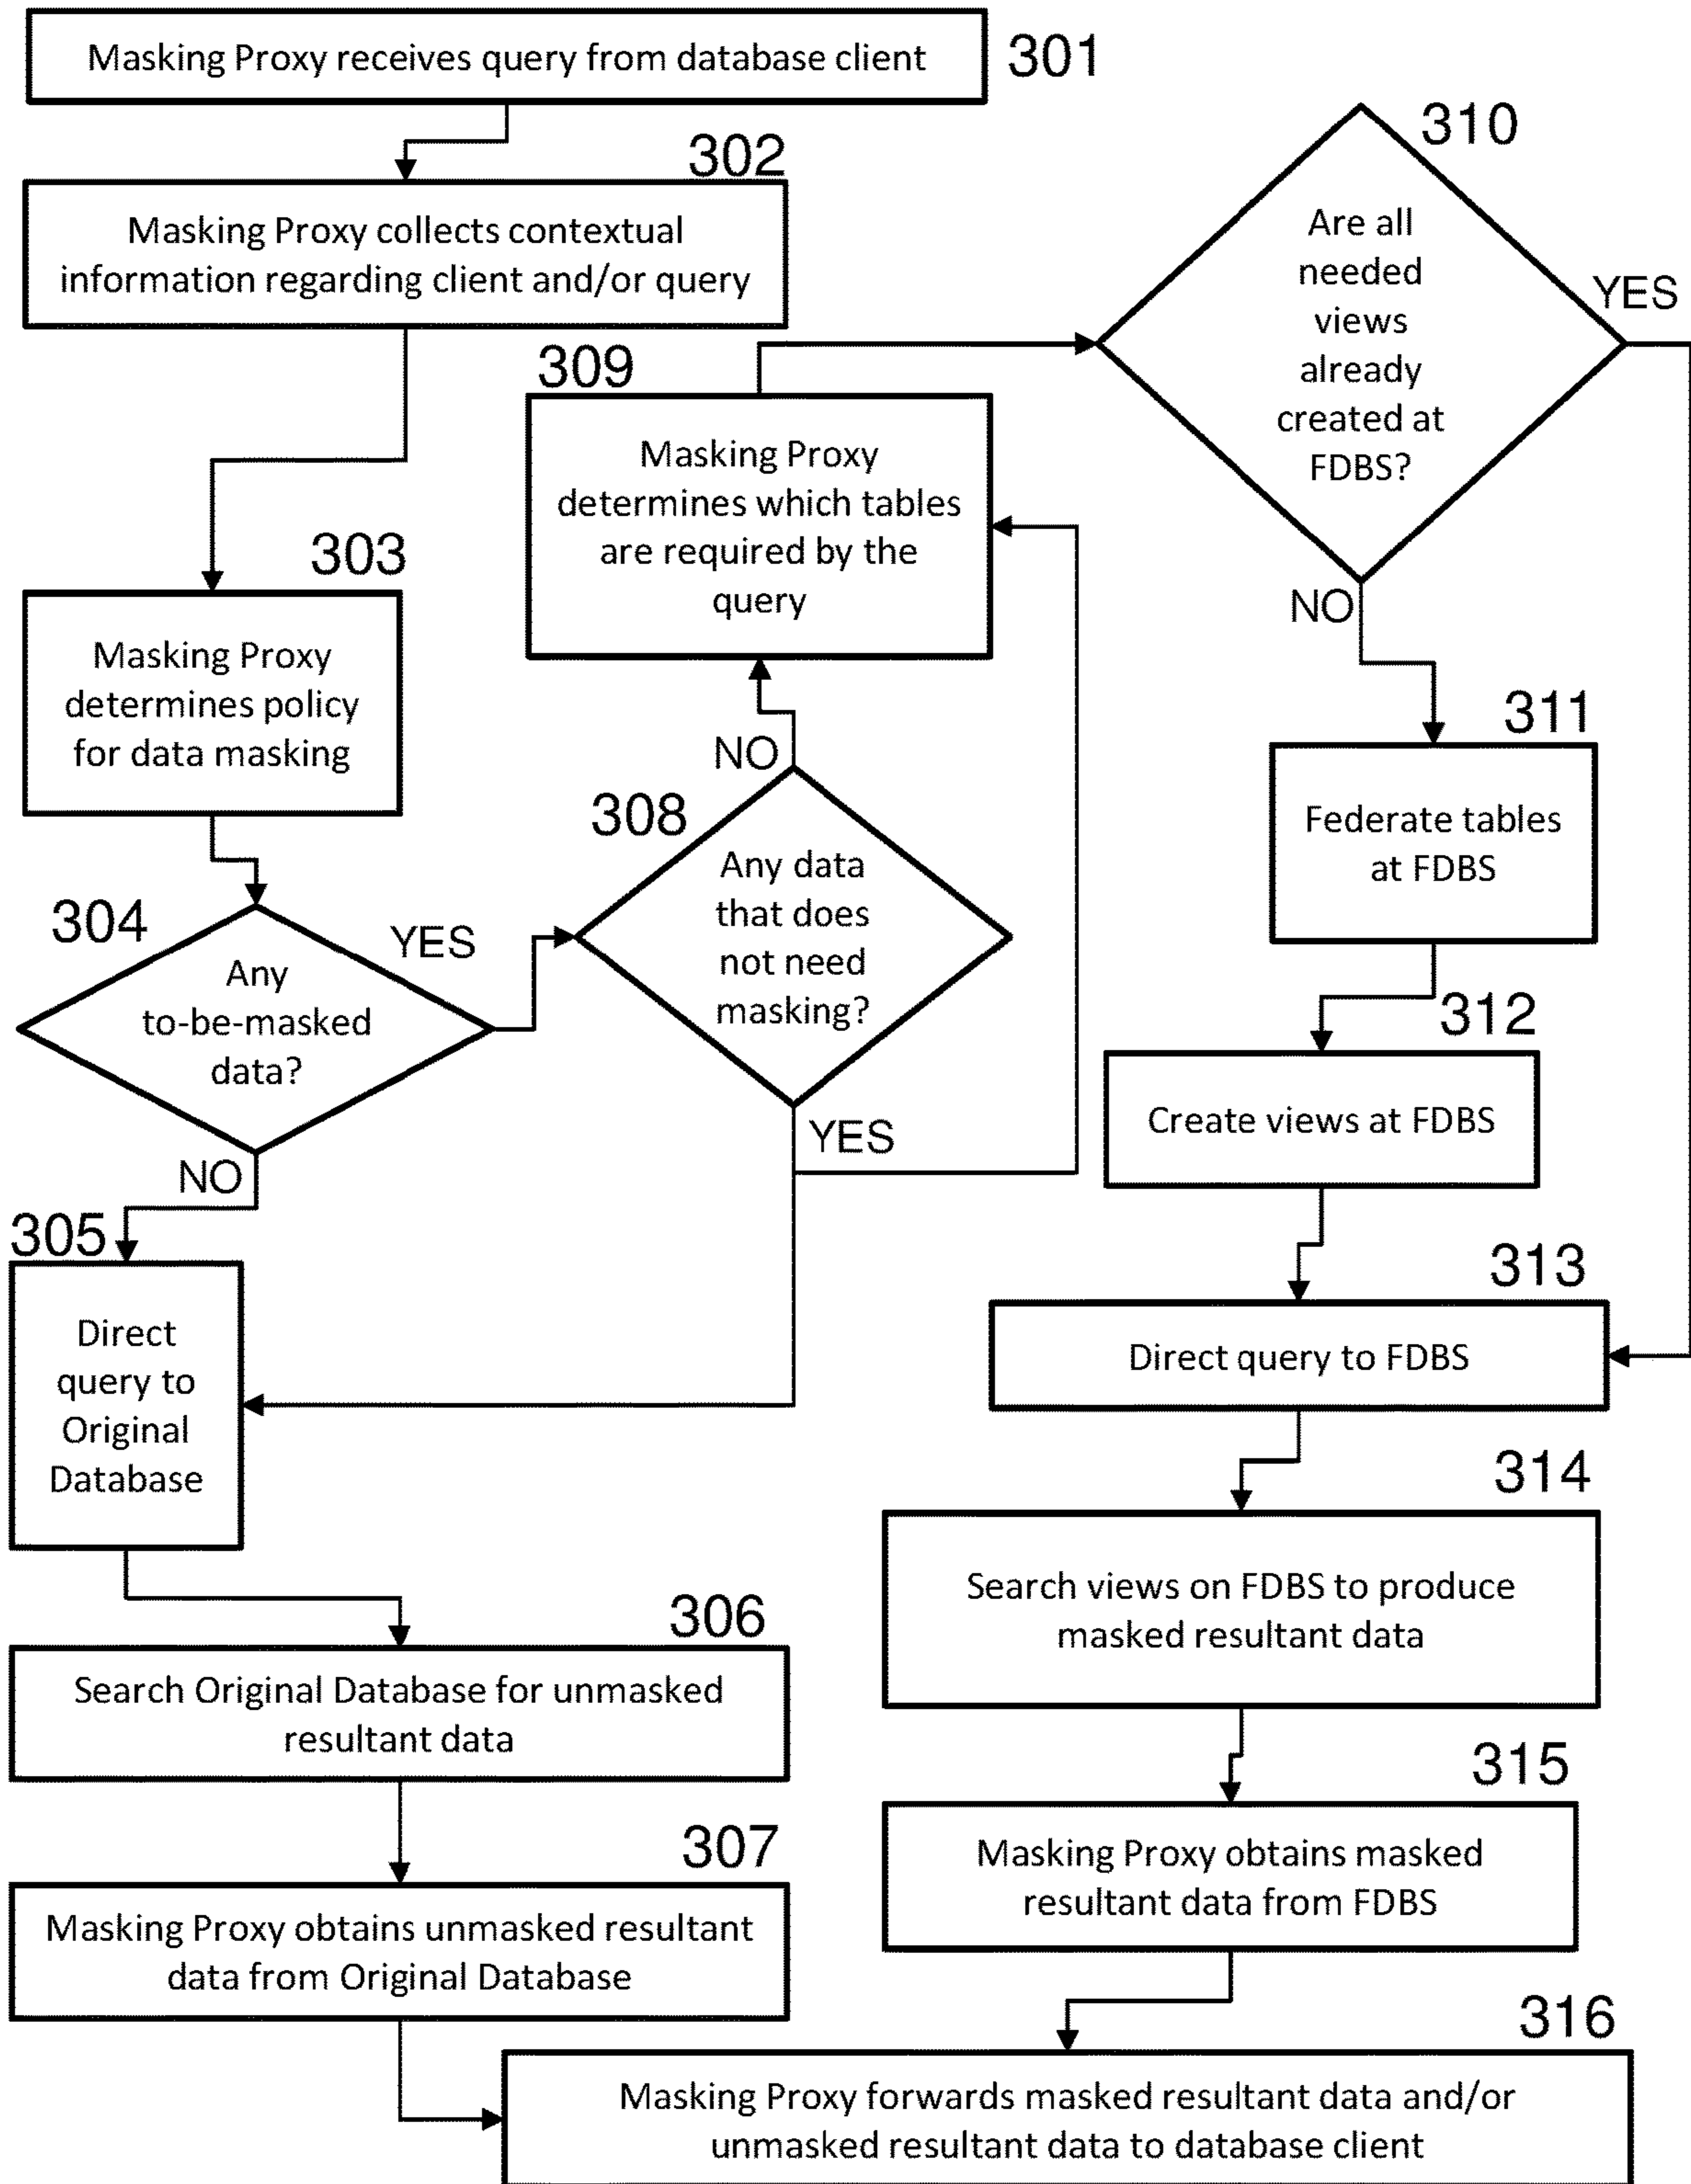 Masking Proxy receives query from database client
301
302
Masking Proxy collects contextual
information regarding client and/or query
303
Masking Proxy
determines policy
for data masking
304
Any
to-be-masked
data?
YES
NO
305
Direct
query to
Original
Database
306
Search Original Database for unmasked
resultant data
307
Masking Proxy obtains unmasked resultant
data from Original Database
308
Any data
that does
not need
masking?
NO
YES
309
Masking Proxy
determines which tables
are required by the
query
310
Are all
needed
views
already
created at
FDBS?
YES
NO
311
Federate tables
at FDBS
312
Create views at FDBS
313
Direct query to FDBS
314
Search views on FDBS to produce
masked resultant data
315
Masking Proxy obtains masked
resultant data from FDBS
316
Masking Proxy forwards masked resultant data and/or
unmasked resultant data to database client